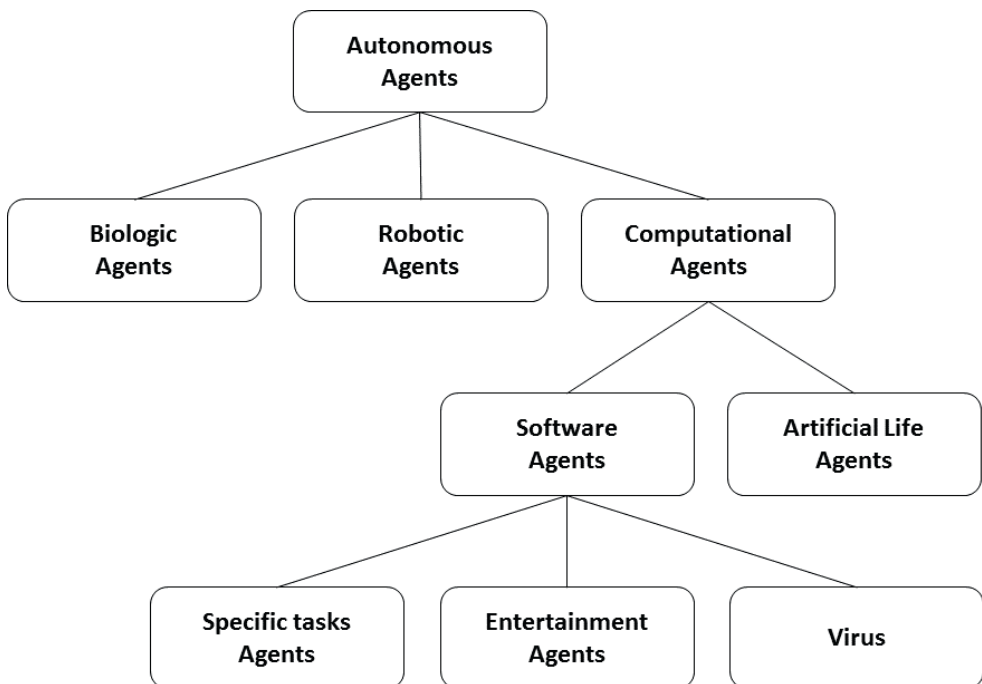 Autonomous
Agents
Biologic
Agents
Robotic
Agents
Computational
Agents
Software
Agents
Artificial Life
Agents
Specific tasks
Agents
Entertainment
Agents
Virus